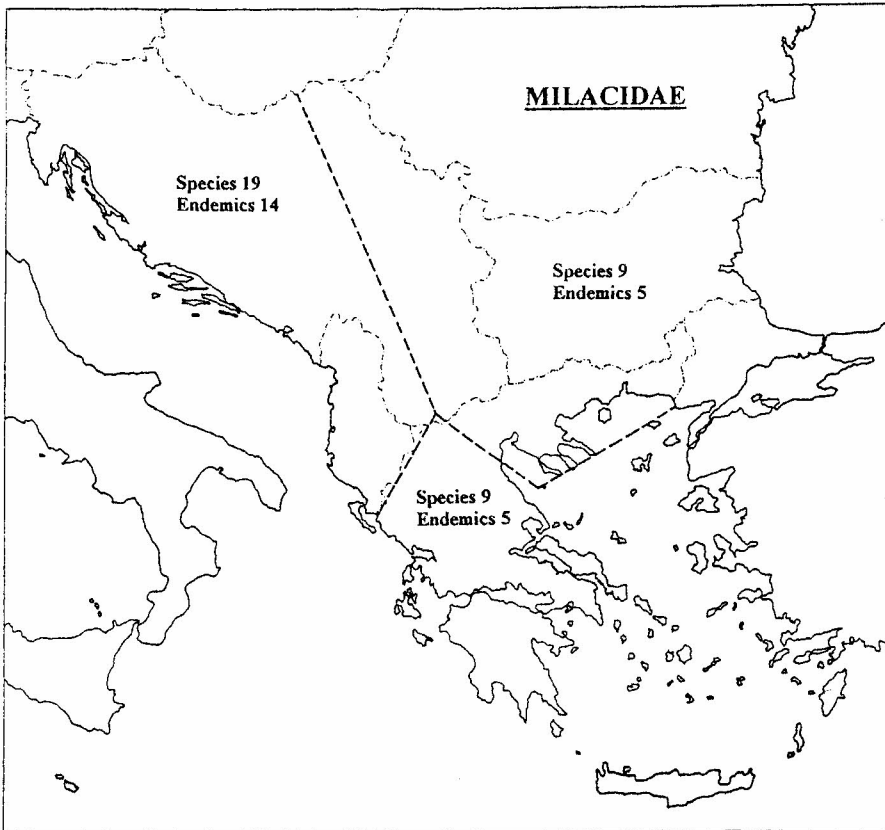 MILACIDAE
Species 19
Endemics 14
Species 9
Endemics 5
Species 9
Endemics 5